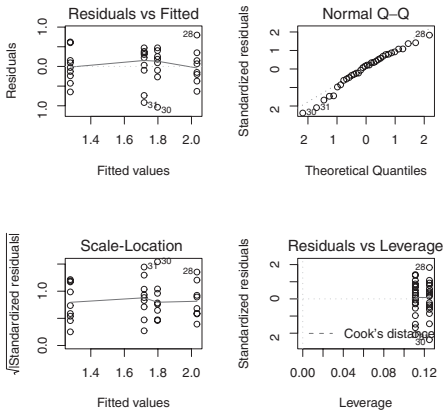 Residuals vs Fitted
Residuals
1.0
0.0
1.0
28
31
30
1.4 1.6 1.8 2.0
Fitted values
Normal Q–Q
Standardized residuals
2
1
0
2
28
30
31
2 1 0 1 2
Theoretical Quantiles
Scale-Location
√|Standardized residuals|
1.0
0.0
31
30
28
1.4 1.6 1.8 2.0
Fitted values
Residuals vs Leverage
Standardized residuals
2
1
0
2
28
Cook's distance
30
0.00 0.04 0.08 0.12
Leverage